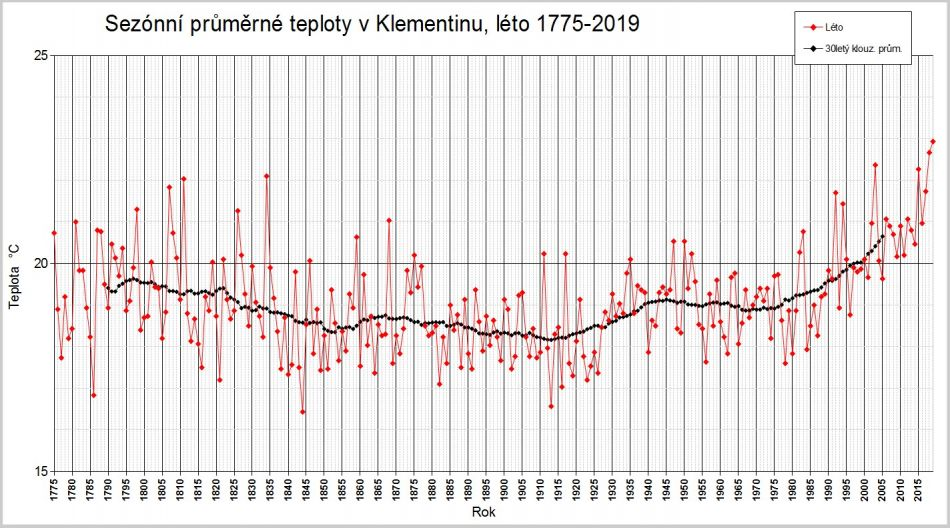 Sezónní průměrné teploty v Klementinu, léto 1775-2019
Léto
30letý klouz. prům.
25
20
15
Teplota °C
1775 1780 1785 1790 1795 1800 1805 1810 1815 1820 1825 1830 1835 1840 1845 1850 1855 1860 1865 1870 1875 1880 1885 1890 1895 1900 1905 1910 1915 1920 1925 1930 1935 1940 1945 1950 1955 1960 1965 1970 1975 1980 1985 1990 1995 2000 2005 2010 2015
Rok